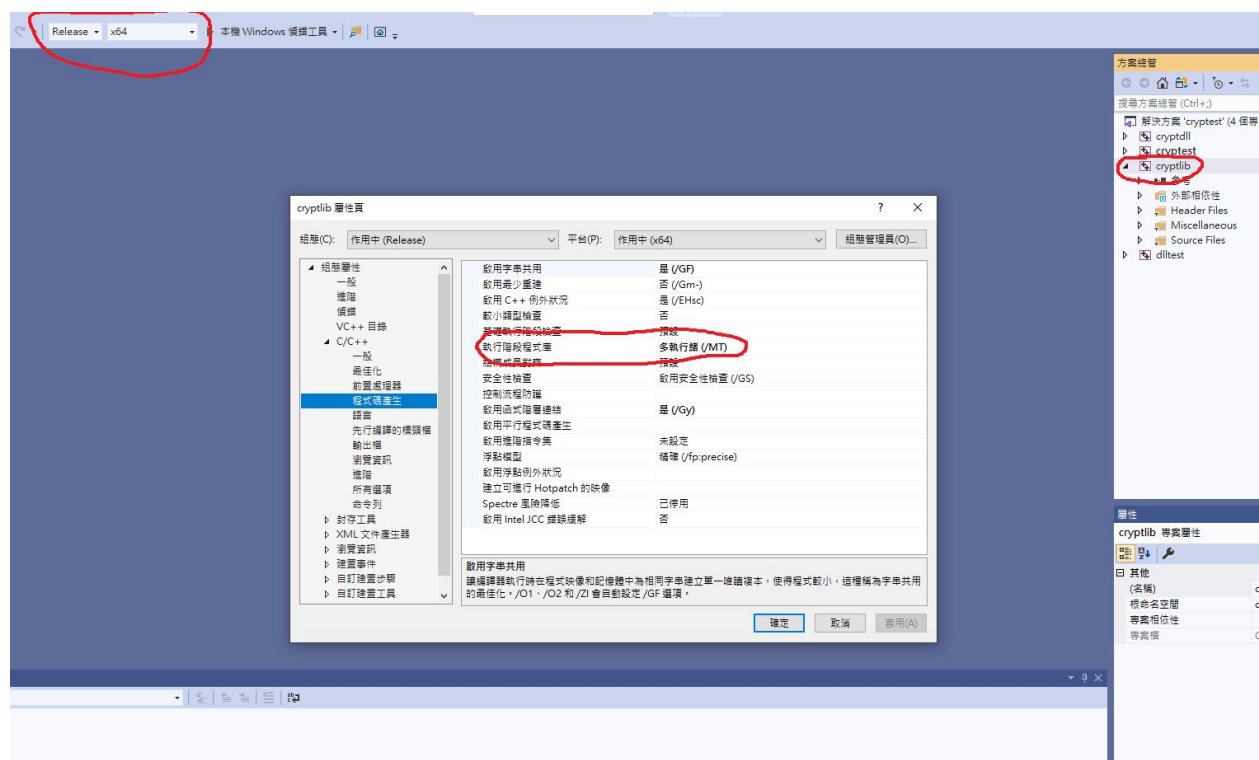 Release x64 本機 Windows 偵錯工具
方案總管
搜尋方案總管 (Ctrl+;)
解決方案 'cryptest' (4 個專
cryptdll
cryptest
cryptlib
參考
外部相依性
Header Files
Miscellaneous
Source Files
dlltest
cryptlib 屬性頁 ?
組態(C): 作用中 (Release) 平台(P): 作用中 (x64) 組態管理員(O)...
組態屬性
一般
進階
偵錯
VC++ 目錄
C/C++
一般
最佳化
前置處理器
程式碼產生
語言
先行編譯的標頭檔
輸出檔
瀏覽資訊
進階
所有選項
命令列
封存工具
XML 文件產生器
瀏覽資訊
建置事件
自訂建置步驟
自訂建置工具
啟用字串共用 是 (/GF)
啟用最少重建 否 (/Gm-)
啟用 C++ 例外狀況 是 (/EHsc)
較小類型檢查 否
基礎執行階段檢查 預設
執行階段程式庫 多執行緒 (/MT)
結構成員對齊 預設
安全性檢查 啟用安全性檢查 (/GS)
控制流程防護
啟用函式階層連結 是 (/Gy)
啟用平行程式碼產生
啟用進階指令集 未設定
浮點模型 精確 (/fp:precise)
啟用浮點例外狀況
建立可進行 Hotpatch 的映像
Spectre 風險降低 已停用
啟用 Intel JCC 錯誤緩解 否
啟用字串共用
讓編譯器執行時在程式映像和記憶體中為相同字串建立單一唯讀複本，使得程式較小，這種稱為字串共用
的最佳化。/O1、/O2 和 /ZI 會自動設定 /GF 選項。
確定 取消 套用(A)
屬性
cryptlib 專案屬性
其他
(名稱) c
根命名空間 c
專案相依性
專案檔